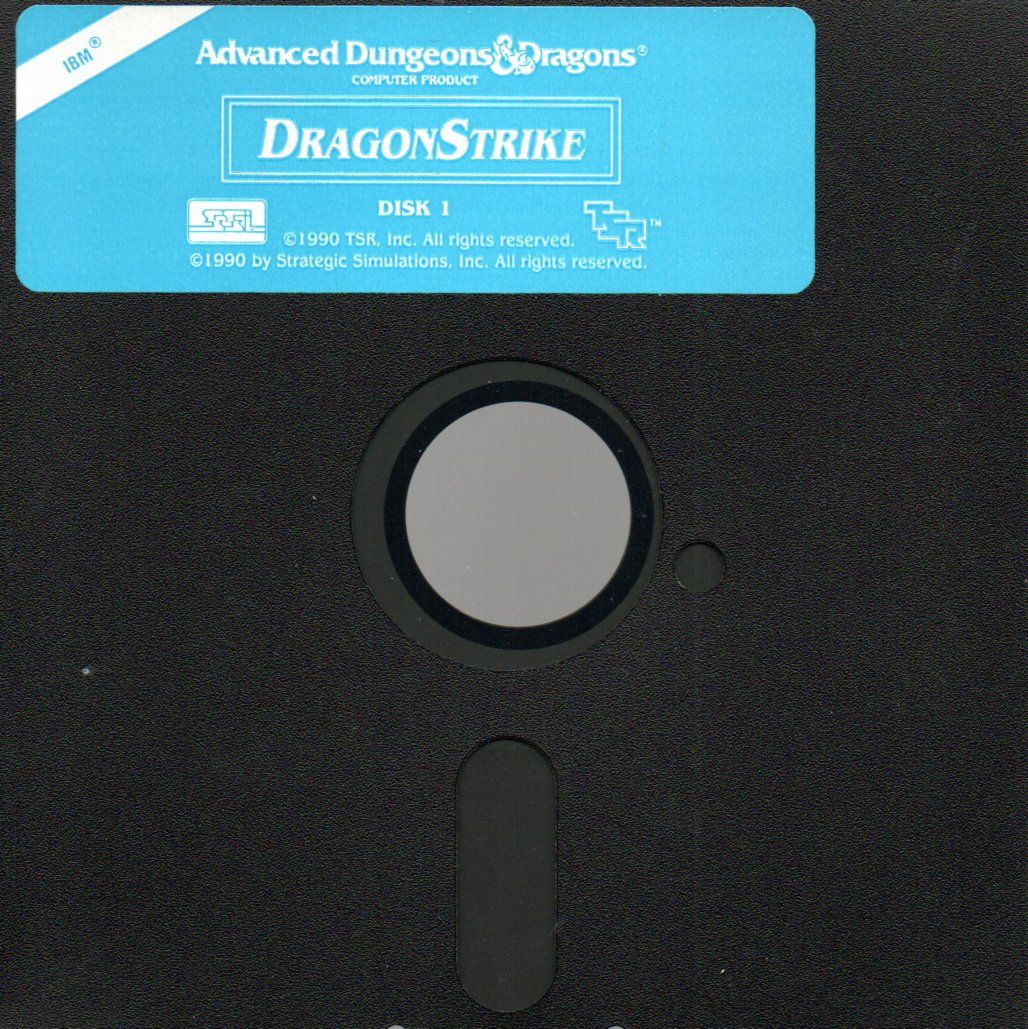 IBM®
Advanced Dungeons & Dragons®
COMPUTER PRODUCT
DRAGONSTRIKE
SSI
DISK 1
TSR™
©1990 TSR, Inc. All rights reserved.
©1990 by Strategic Simulations, Inc. All rights reserved.